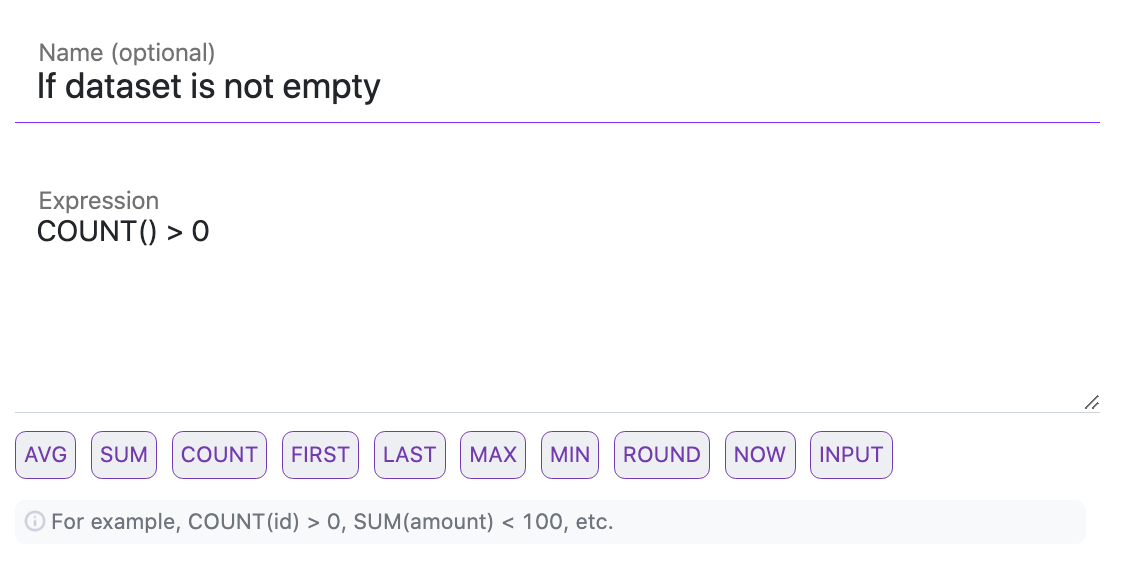 Name (optional)
If dataset is not empty
Expression
COUNT() > 0
AVG SUM COUNT FIRST LAST MAX MIN ROUND NOW INPUT
For example, COUNT(id) > 0, SUM(amount) < 100, etc.